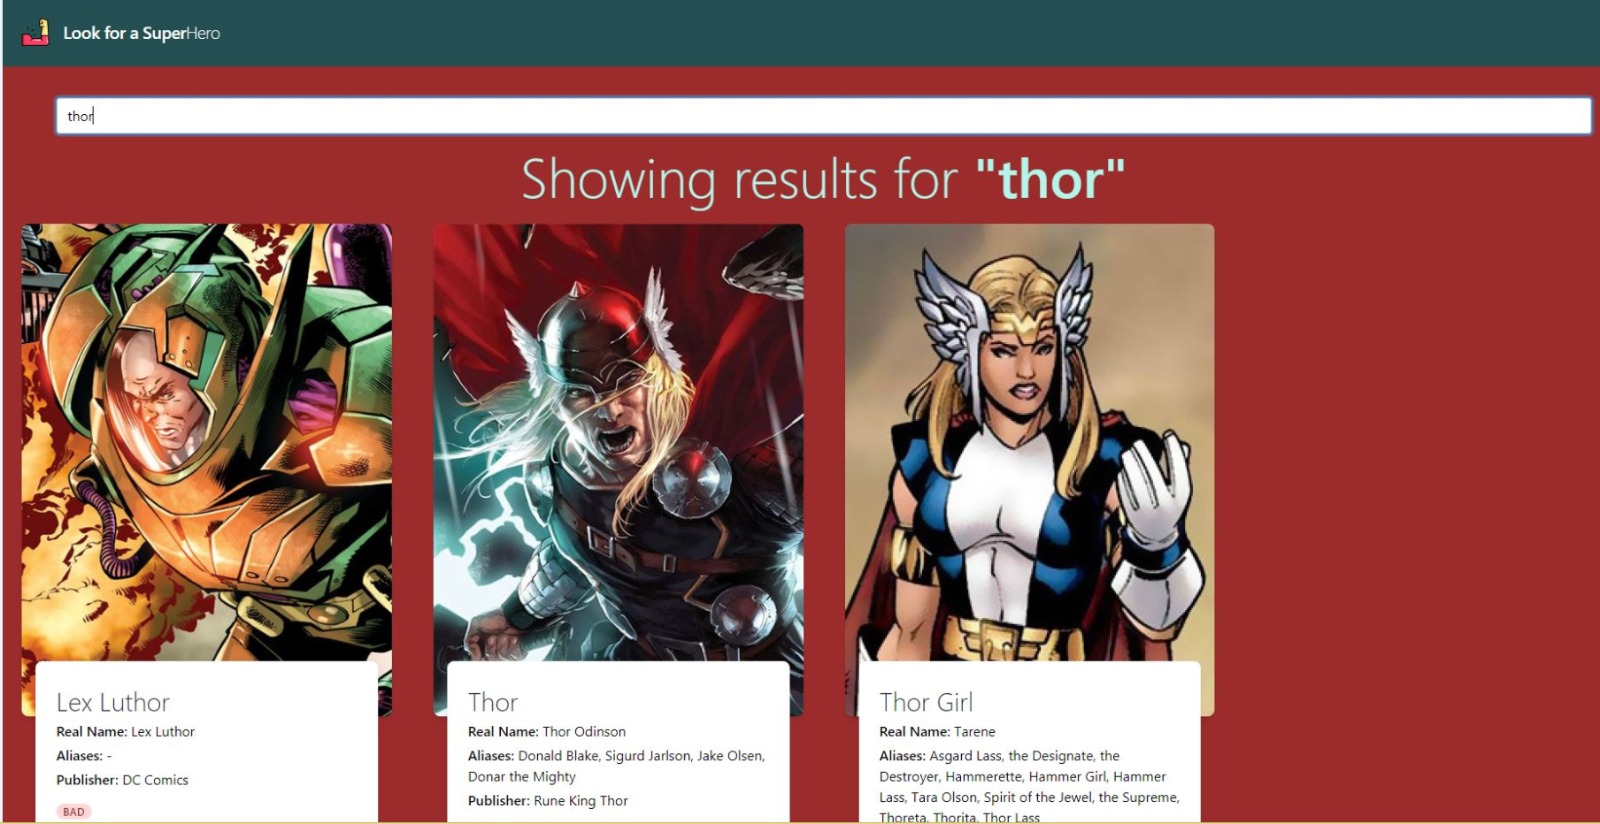 Look for a SuperHero
thor
Showing results for "thor"
Lex Luthor
Real Name: Lex Luthor
Aliases: -
Publisher: DC Comics
BAD
Thor
Real Name: Thor Odinson
Aliases: Donald Blake, Sigurd Jarlson, Jake Olsen,
Donar the Mighty
Publisher: Rune King Thor
Thor Girl
Real Name: Tarene
Aliases: Asgard Lass, the Designate, the
Destroyer, Hammerette, Hammer Girl, Hammer
Lass, Tara Olson, Spirit of the Jewel, the Supreme,
Thoreta, Thorita, Thor Lass